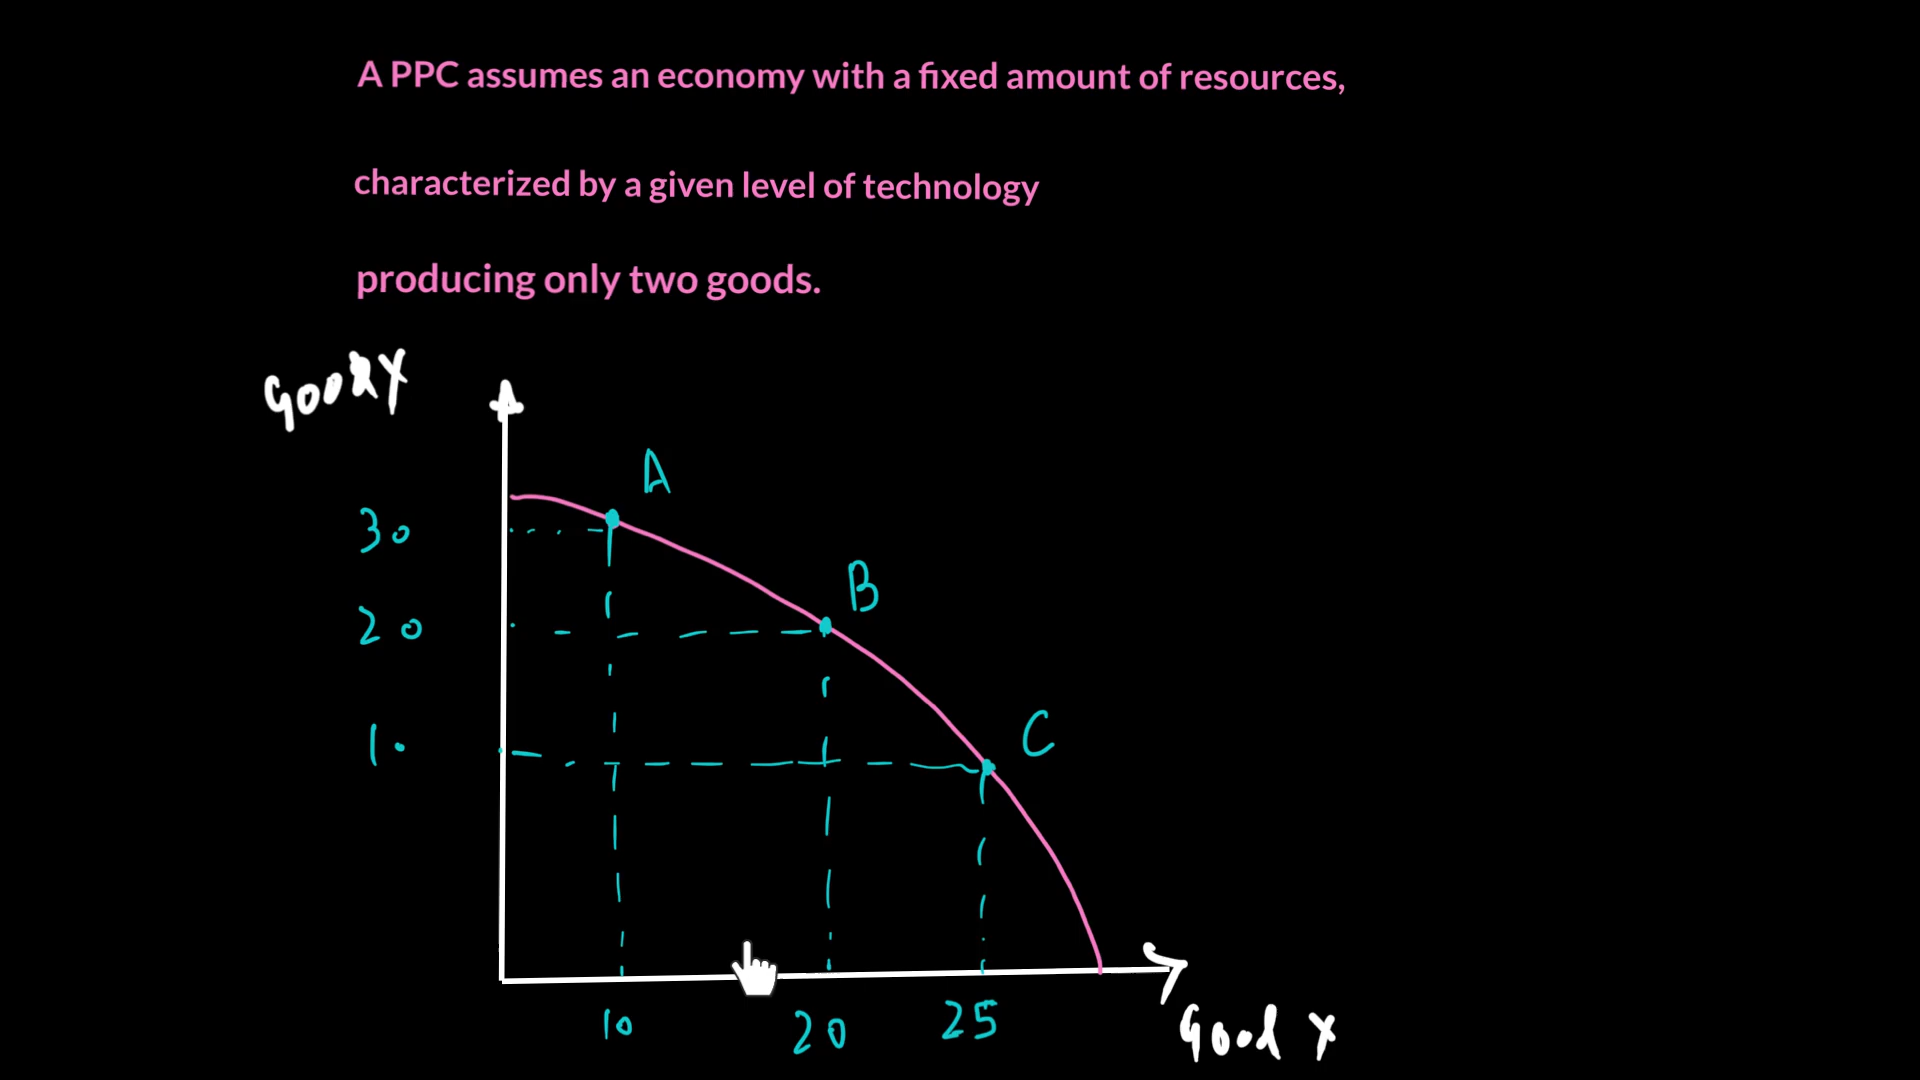 A PPC assumes an economy with a fixed amount of resources,
characterized by a given level of technology
producing only two goods.
Good Y
A
30
B
20
C
10
10
20
25
Good X